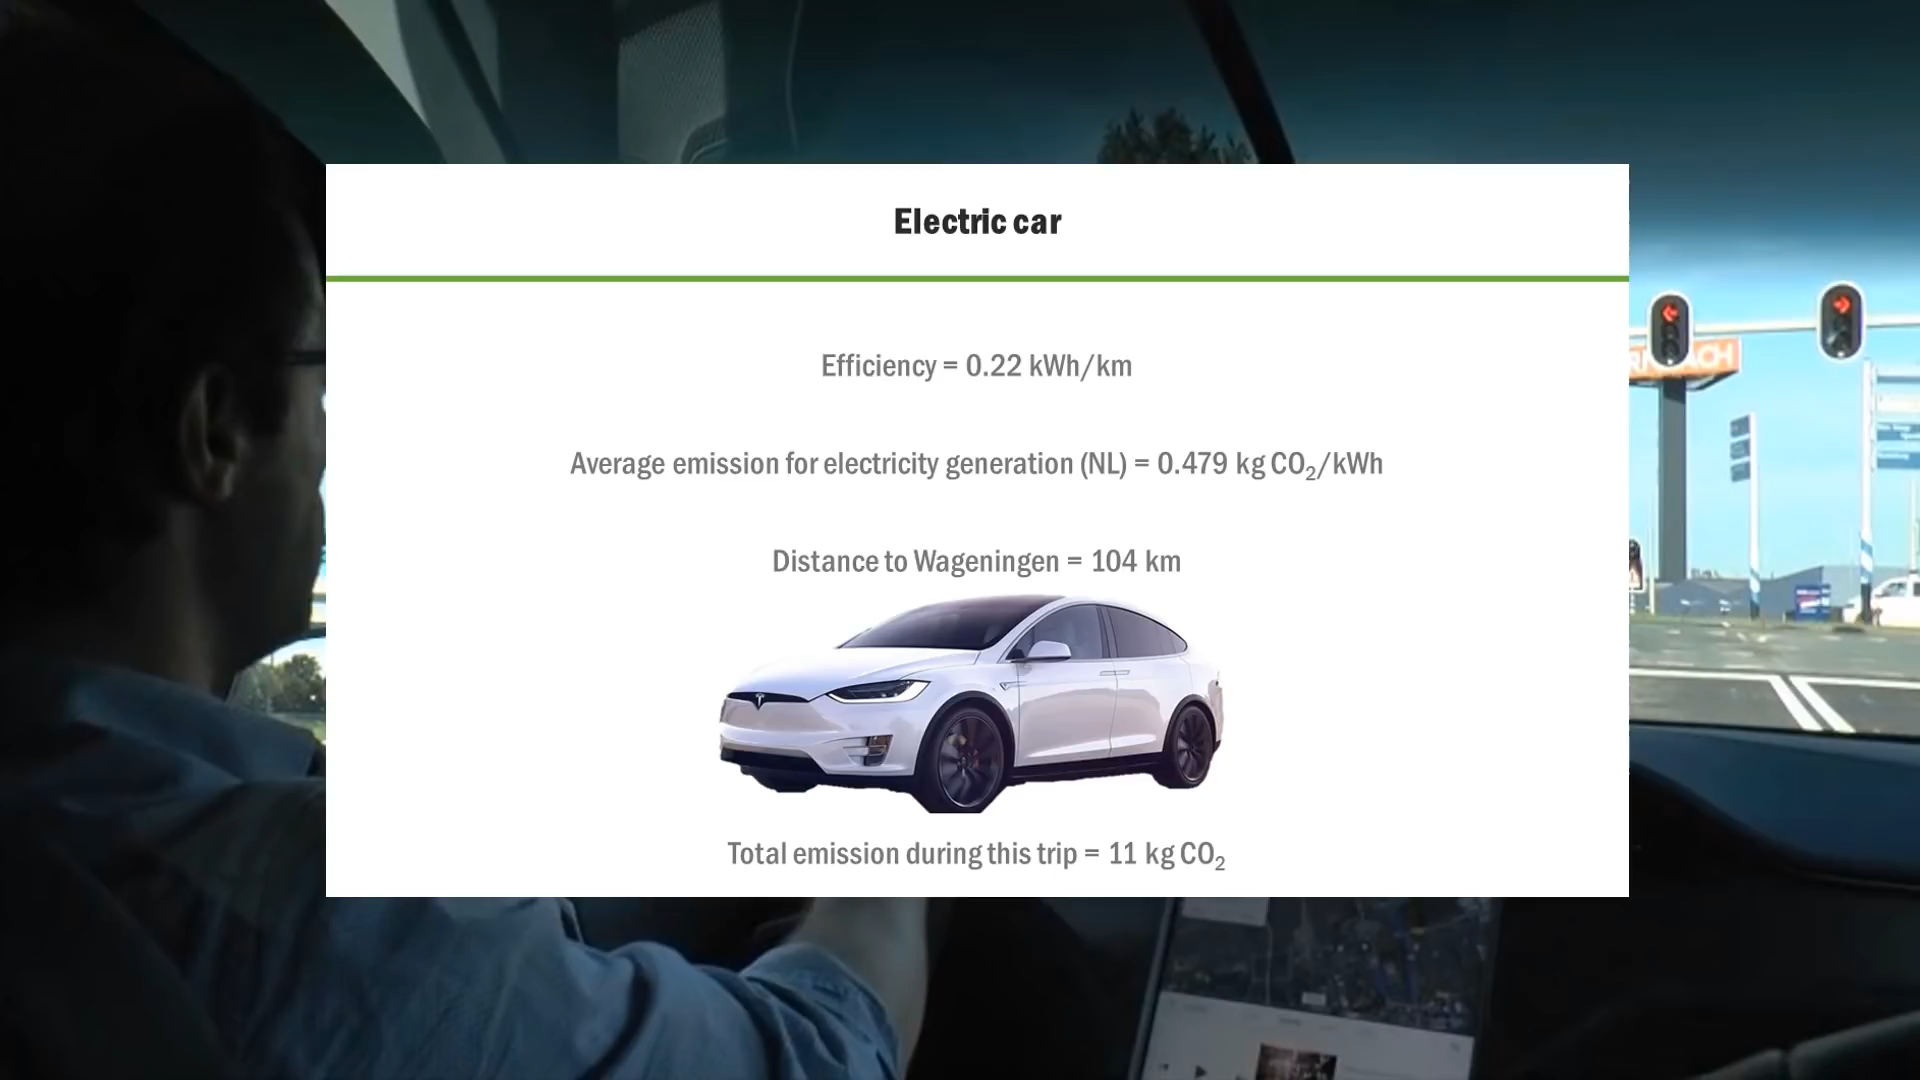 Electric car
Efficiency = 0.22 kWh/km
Average emission for electricity generation (NL) = 0.479 kg CO₂/kWh
Distance to Wageningen = 104 km
Total emission during this trip = 11 kg CO₂